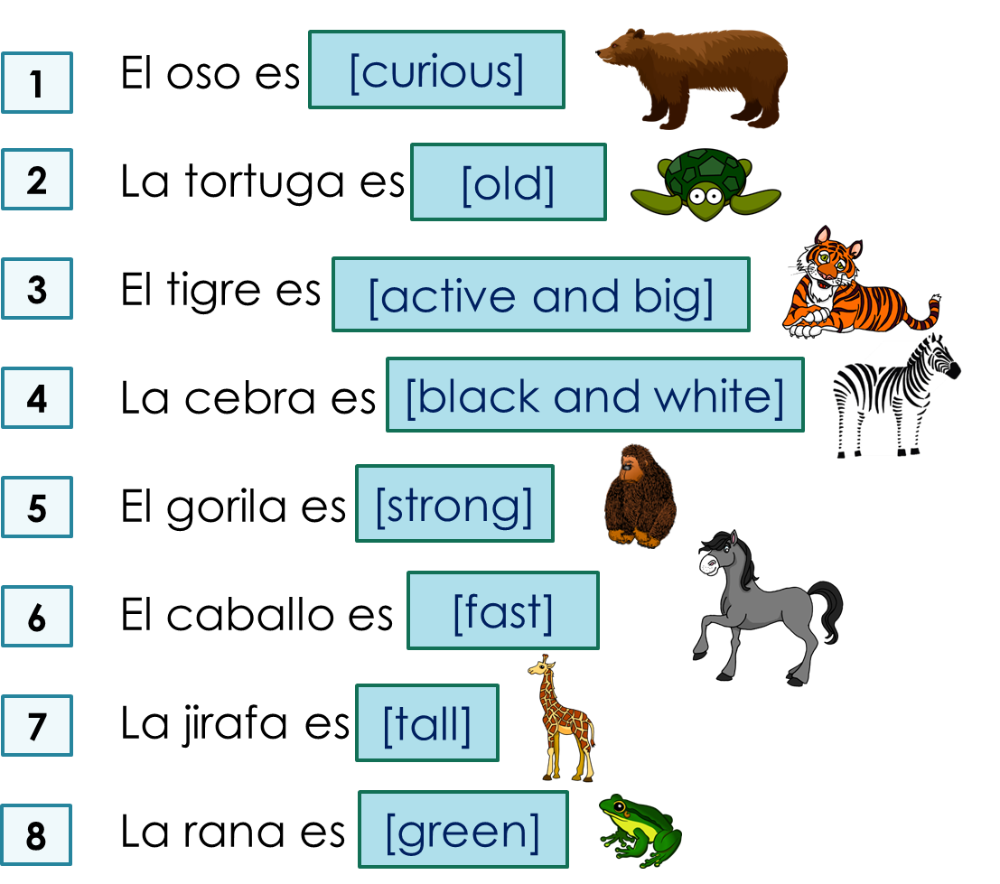 1 El oso es [curious]
2 La tortuga es [old]
3 El tigre es [active and big]
4 La cebra es [black and white]
5 El gorila es [strong]
6 El caballo es [fast]
7 La jirafa es [tall]
8 La rana es [green]